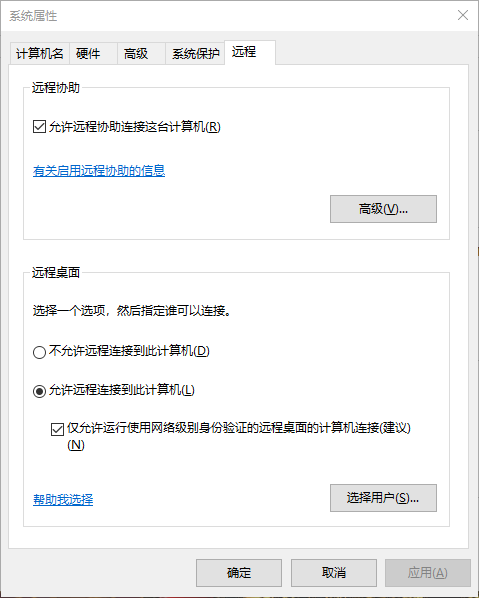 系统属性
计算机名 硬件 高级 系统保护 远程
远程协助
允许远程协助连接这台计算机(R)
有关启用远程协助的信息
高级(V)...
远程桌面
选择一个选项，然后指定谁可以连接。
不允许远程连接到此计算机(D)
允许远程连接到此计算机(L)
仅允许运行使用网络级别身份验证的远程桌面的计算机连接(建议)
(N)
帮助我选择 选择用户(S)...
确定 取消 应用(A)